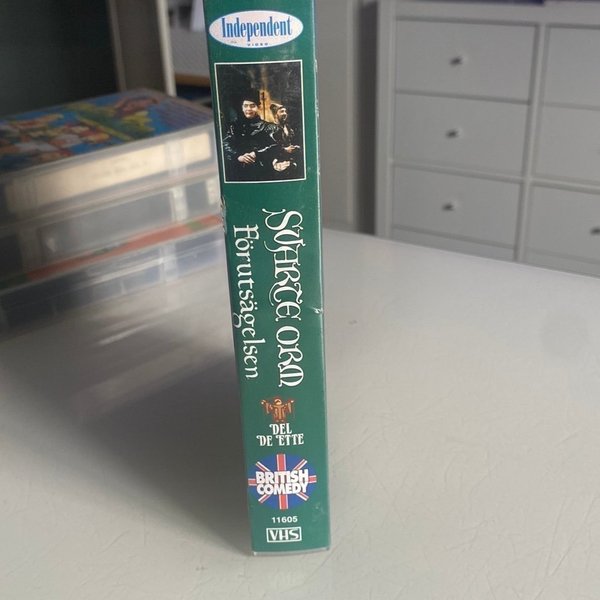 Independent
VIDEO
SVARTE ORM
Förutsägelsen
DEL
DE ETTE
BRITISH
COMEDY
11605
VHS